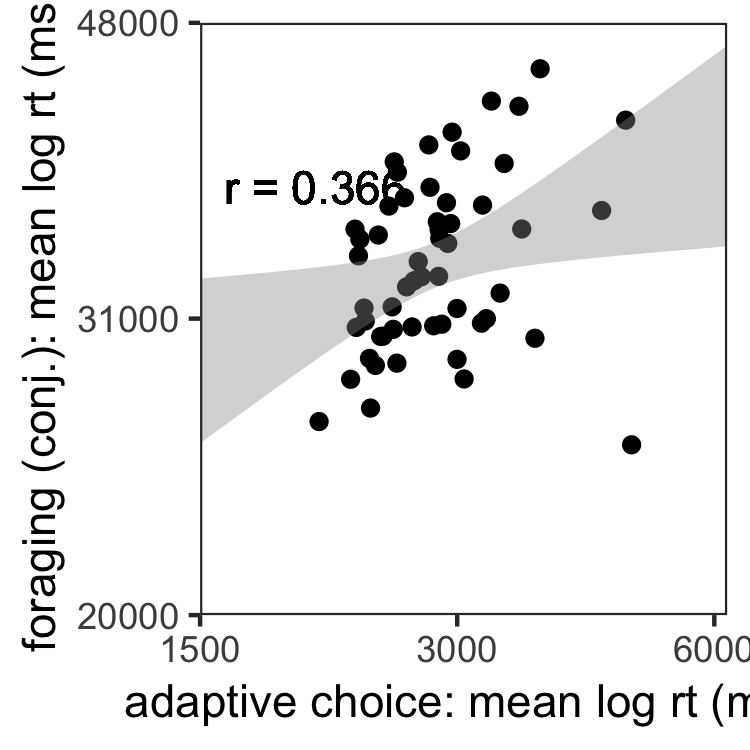 foraging (conj.): mean log rt (ms
48000
31000
20000
r = 0.366
1500 3000 6000
adaptive choice: mean log rt (m